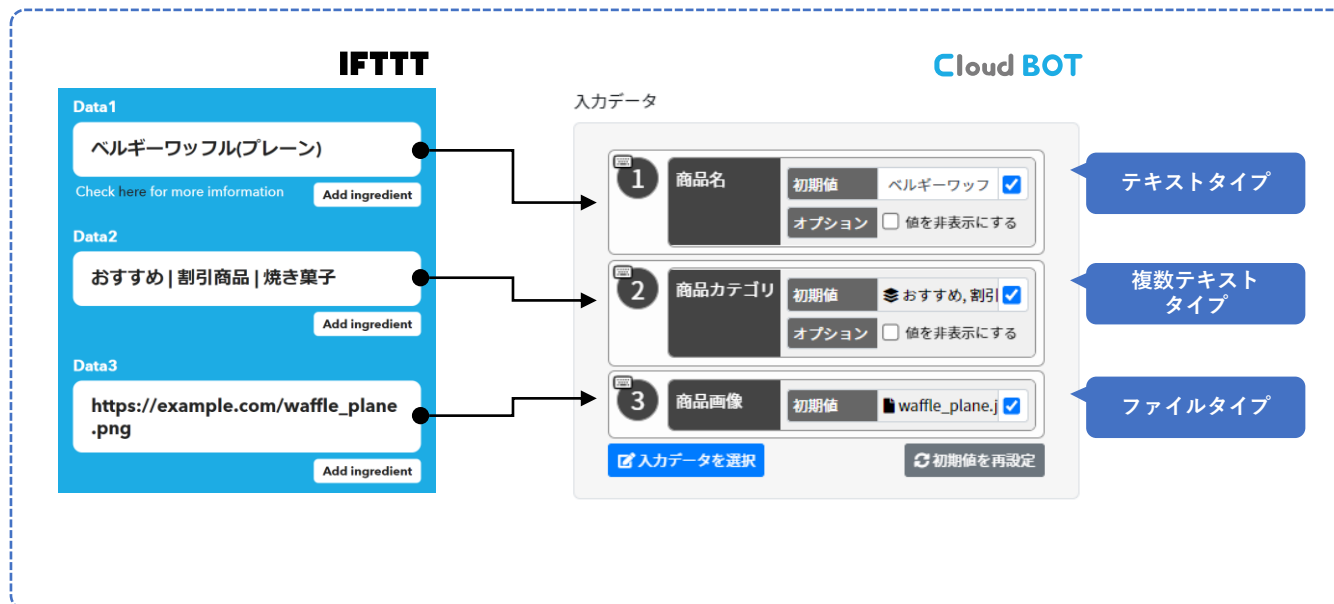 IFTTT
Data1
ベルギーワッフル(プレーン)
Check here for more imformation
Add ingredient
Data2
おすすめ | 割引商品 | 焼き菓子
Add ingredient
Data3
https://example.com/waffle_plane
.png
Add ingredient
Cloud BOT
入力データ
1
商品名
初期値
ベルギーワッフ
オプション
値を非表示にする
テキストタイプ
2
商品カテゴリ
初期値
おすすめ, 割引
オプション
値を非表示にする
複数テキスト
タイプ
3
商品画像
初期値
waffle_plane.j
ファイルタイプ
入力データを選択
初期値を再設定